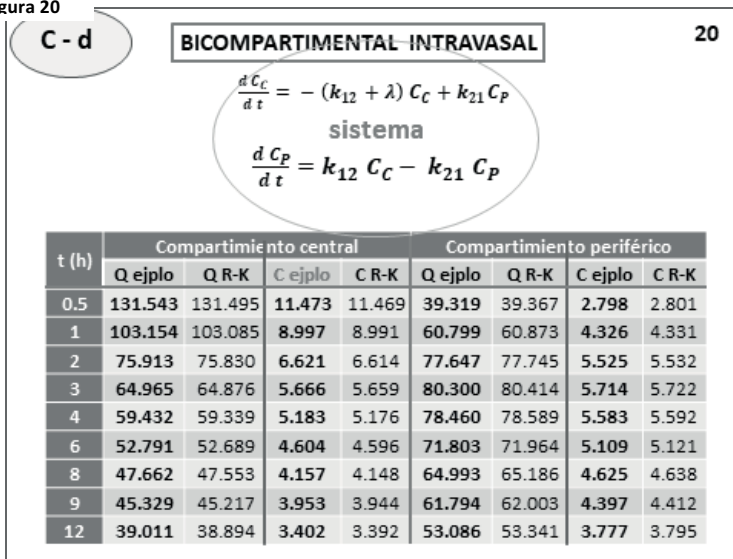 gura 20
C - d
BICOMPARTIMENTAL INTRAVASAL
20
d C_C / d t = − (k_12 + λ) C_C + k_21 C_P
sistema
d C_P / d t = k_12 C_C − k_21 C_P
t (h) Compartimiento central Compartimiento periférico
Q ejplo Q R-K C ejplo C R-K Q ejplo Q R-K C ejplo C R-K
0.5 131.543 131.495 11.473 11.469 39.319 39.367 2.798 2.801
1 103.154 103.085 8.997 8.991 60.799 60.873 4.326 4.331
2 75.913 75.830 6.621 6.614 77.647 77.745 5.525 5.532
3 64.965 64.876 5.666 5.659 80.300 80.414 5.714 5.722
4 59.432 59.339 5.183 5.176 78.460 78.589 5.583 5.592
6 52.791 52.689 4.604 4.596 71.803 71.964 5.109 5.121
8 47.662 47.553 4.157 4.148 64.993 65.186 4.625 4.638
9 45.329 45.217 3.953 3.944 61.794 62.003 4.397 4.412
12 39.011 38.894 3.402 3.392 53.086 53.341 3.777 3.795